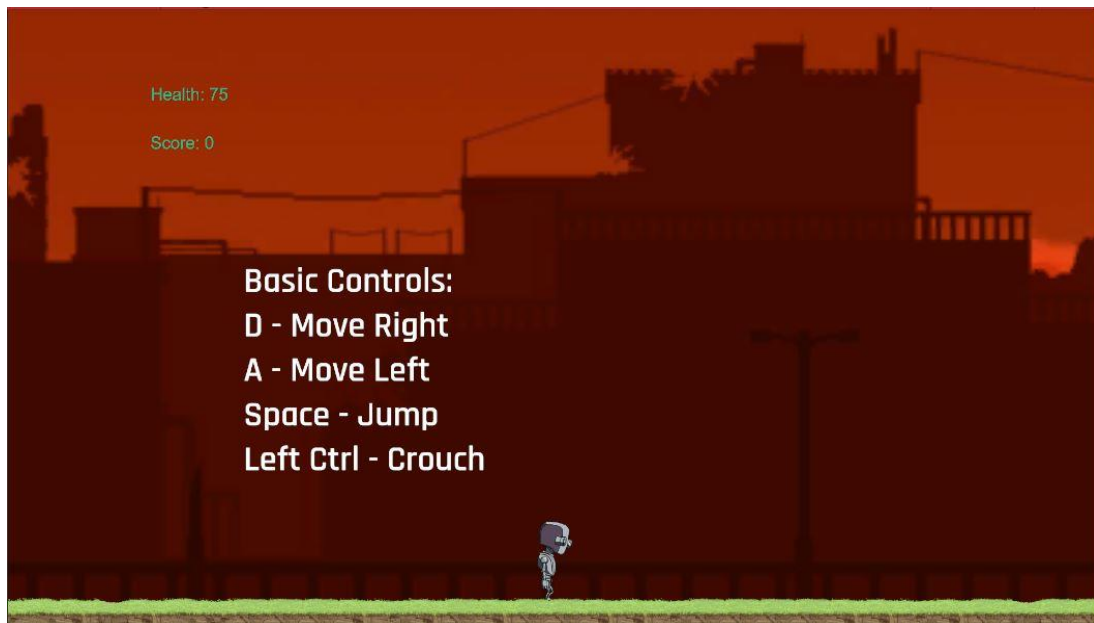 Health: 75
Score: 0
Basic Controls:
D - Move Right
A - Move Left
Space - Jump
Left Ctrl - Crouch